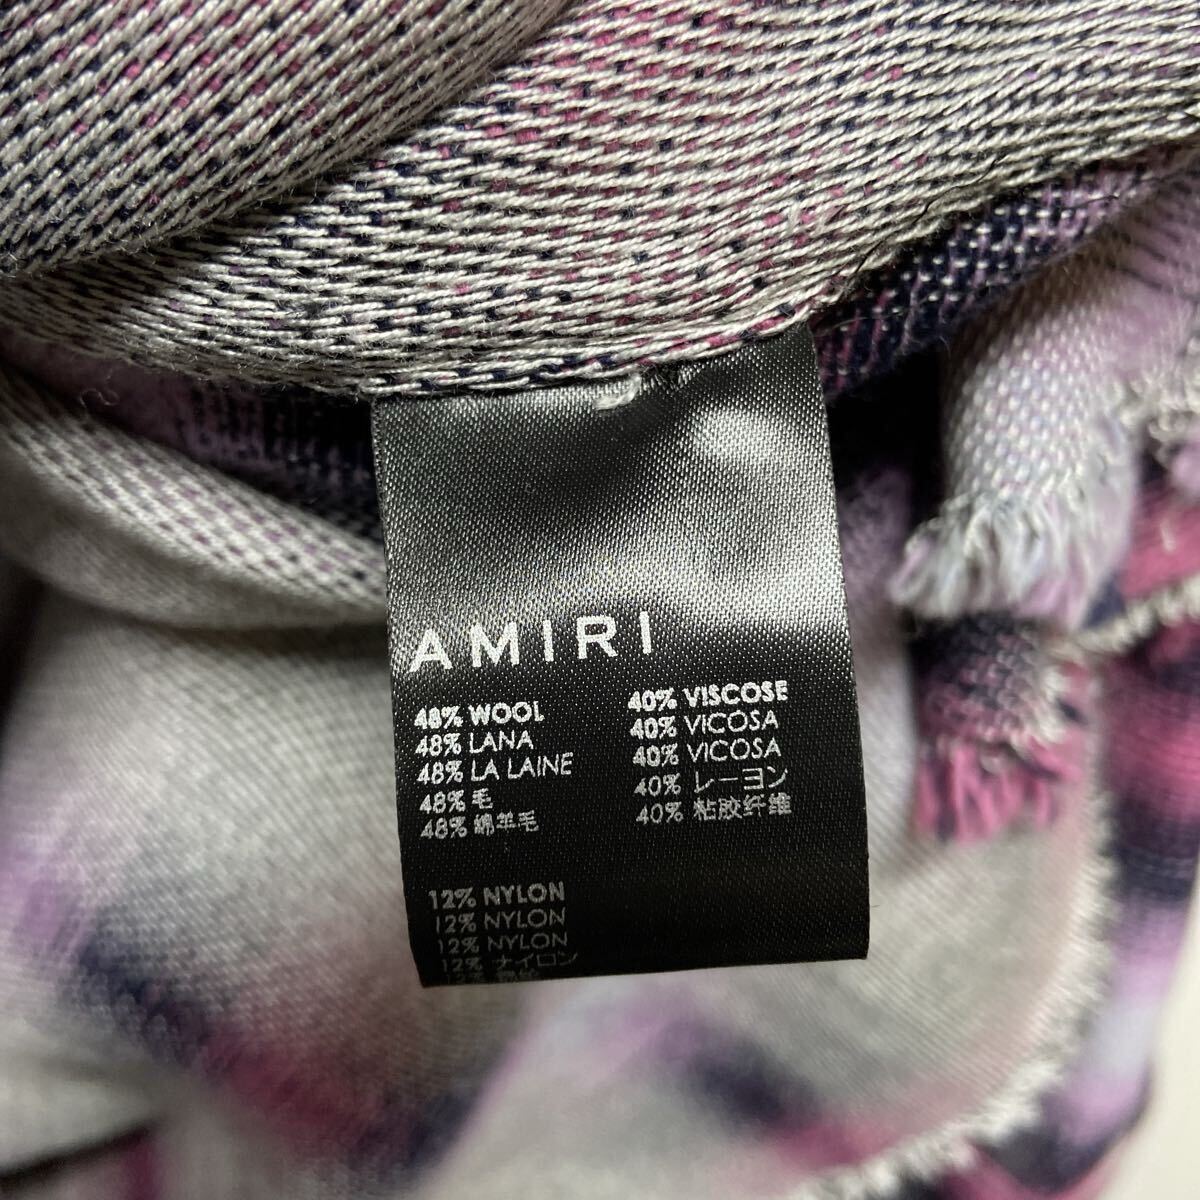 AMIRI
48% WOOL
48% LANA
48% LA LAINE
48% 毛
48% 綿羊毛
40% VISCOSE
40% VICOSA
40% VICOSA
40% レーヨン
40% 粘胶纤维
12% NYLON
12% NYLON
12% NYLON
12% ナイロン